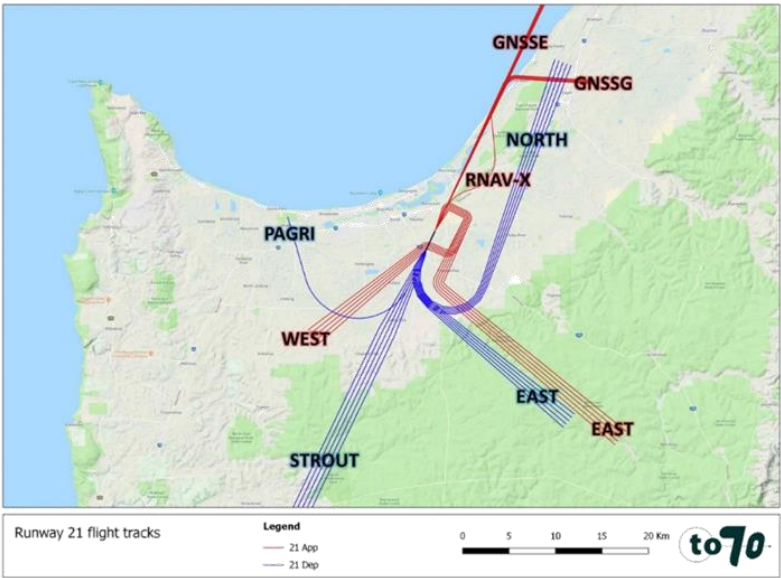 GNSSE
GNSSG
NORTH
RNAV-X
PAGRI
WEST
EAST
EAST
STROUT
Runway 21 flight tracks
Legend
21 App
21 Dep
0 5 10 15 20 Km
to70